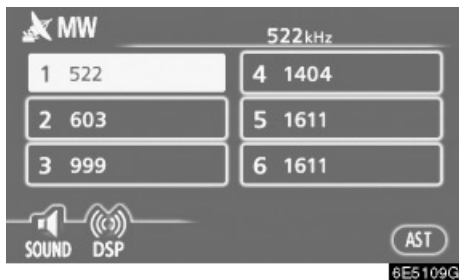 MW
522kHz
1 522
2 603
3 999
4 1404
5 1611
6 1611
SOUND
DSP
AST
6E5109G